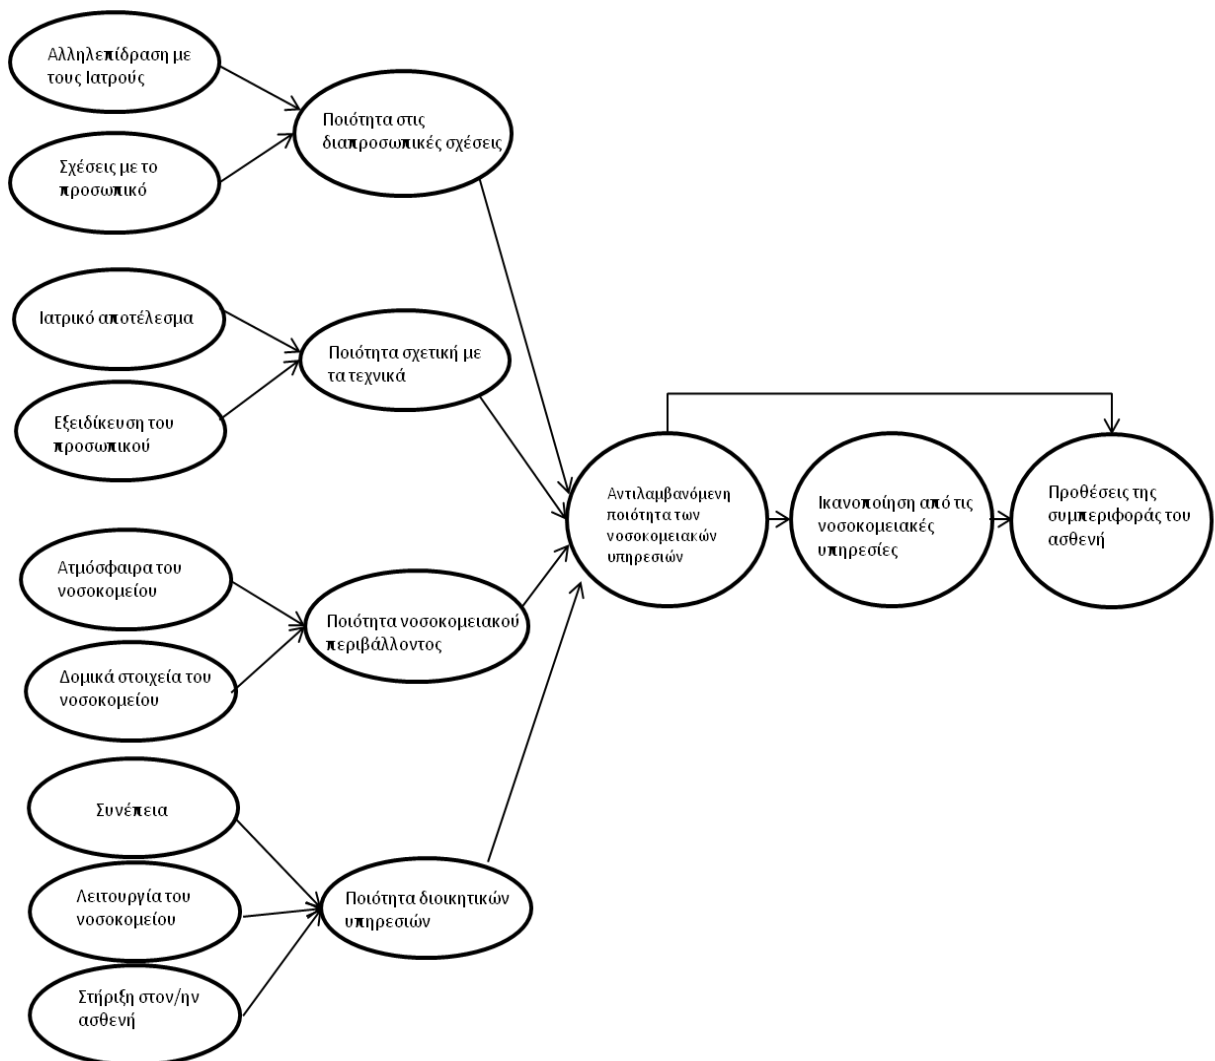 Αλληλεπίδραση με
τους Ιατρούς
Σχέσεις με το
προσωπικό
Ποιότητα στις
διαπροσωπικές σχέσεις
Ιατρικό αποτέλεσμα
Εξειδίκευση του
προσωπικού
Ποιότητα σχετική με
τα τεχνικά
Ατμόσφαιρα του
νοσοκομείου
Δομικά στοιχεία του
νοσοκομείου
Ποιότητα νοσοκομειακού
περιβάλλοντος
Συνέπεια
Λειτουργία του
νοσοκομείου
Στήριξη στον/ην
ασθενή
Ποιότητα διοικητικών
υπηρεσιών
Αντιλαμβανόμενη
ποιότητα των
νοσοκομειακών
υπηρεσιών
Ικανοποίηση από τις
νοσοκομειακές
υπηρεσίες
Προθέσεις της
συμπεριφοράς του
ασθενή